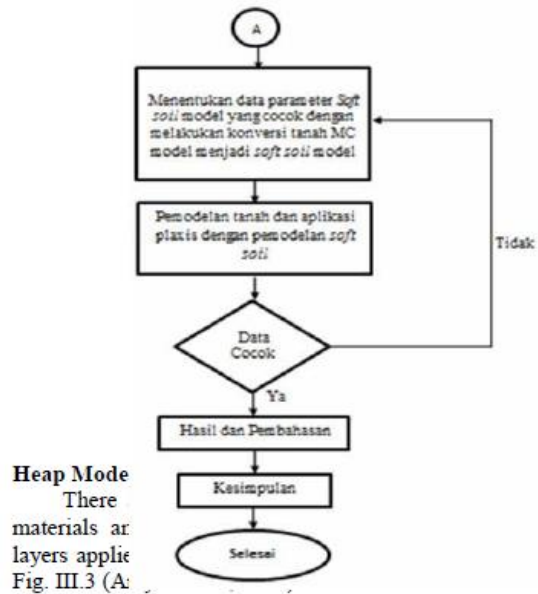 A
Menentukan data parameter Soft
soil model yang cocok dengan
melakukan konversi tanah MC
model menjadi soft soil model
Pemodelan tanah dan aplikasi
plaxis dengan pemodelan soft
soil
Tidak
Data
Cocok
Ya
Hasil dan Pembahasan
Kesimpulan
Selesai
Heap Mode
There
materials an
layers applie
Fig. III.3 (A